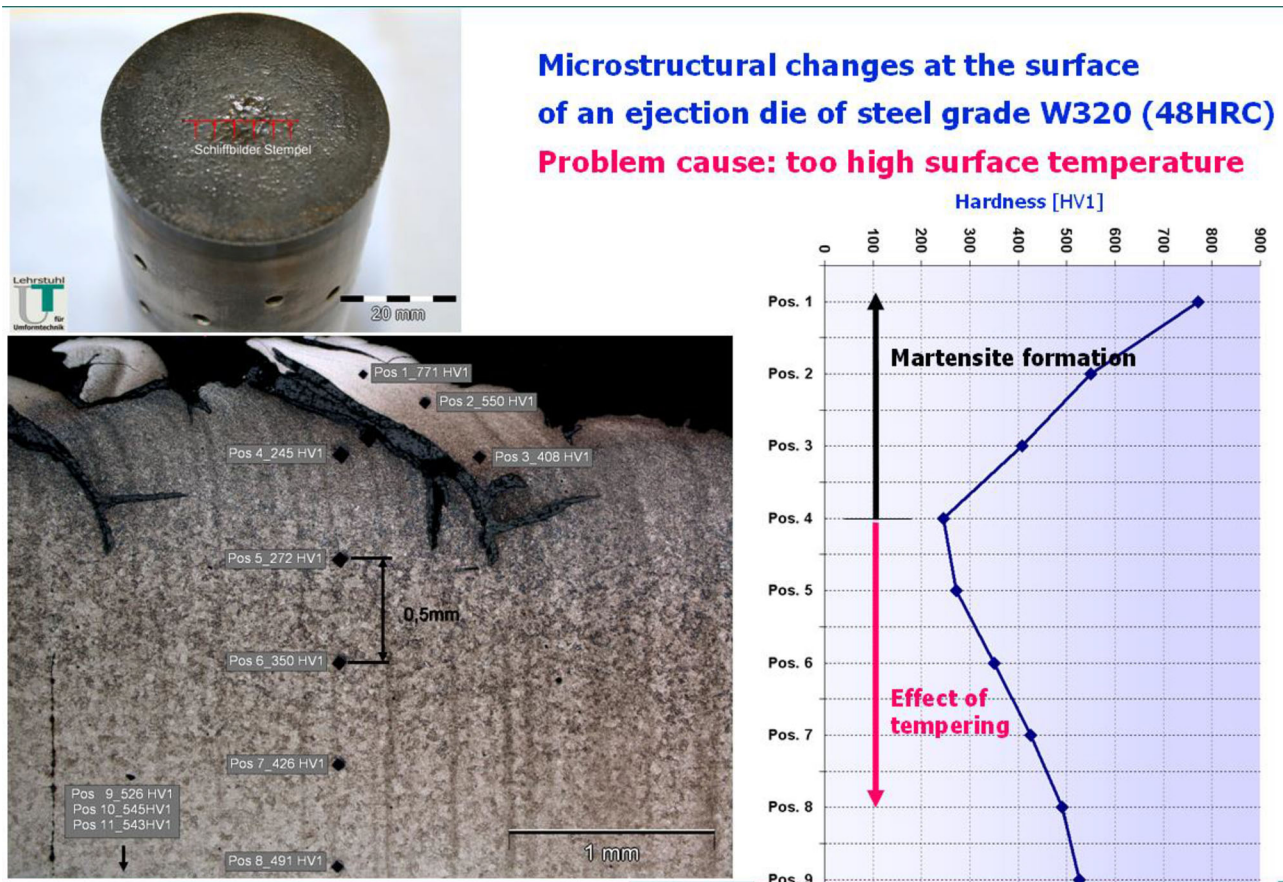 Schliffbilder Stempel
20 mm
Lehrstuhl
UT
für
Umformtechnik
Microstructural changes at the surface
of an ejection die of steel grade W320 (48HRC)
Problem cause: too high surface temperature
Pos 1_771 HV1
Pos 2_550 HV1
Pos 4_245 HV1
Pos 3_408 HV1
Pos 5_272 HV1
0,5mm
Pos 6_350 HV1
Pos 7_426 HV1
Pos 9_526 HV1
Pos 10_545HV1
Pos 11_543HV1
1 mm
Pos 8_491 HV1
Hardness [HV1]
0 100 200 300 400 500 600 700 800 900
Pos. 1
Martensite formation
Pos. 2
Pos. 3
Pos. 4
Pos. 5
Pos. 6
Effect of
tempering
Pos. 7
Pos. 8
Pos. 9